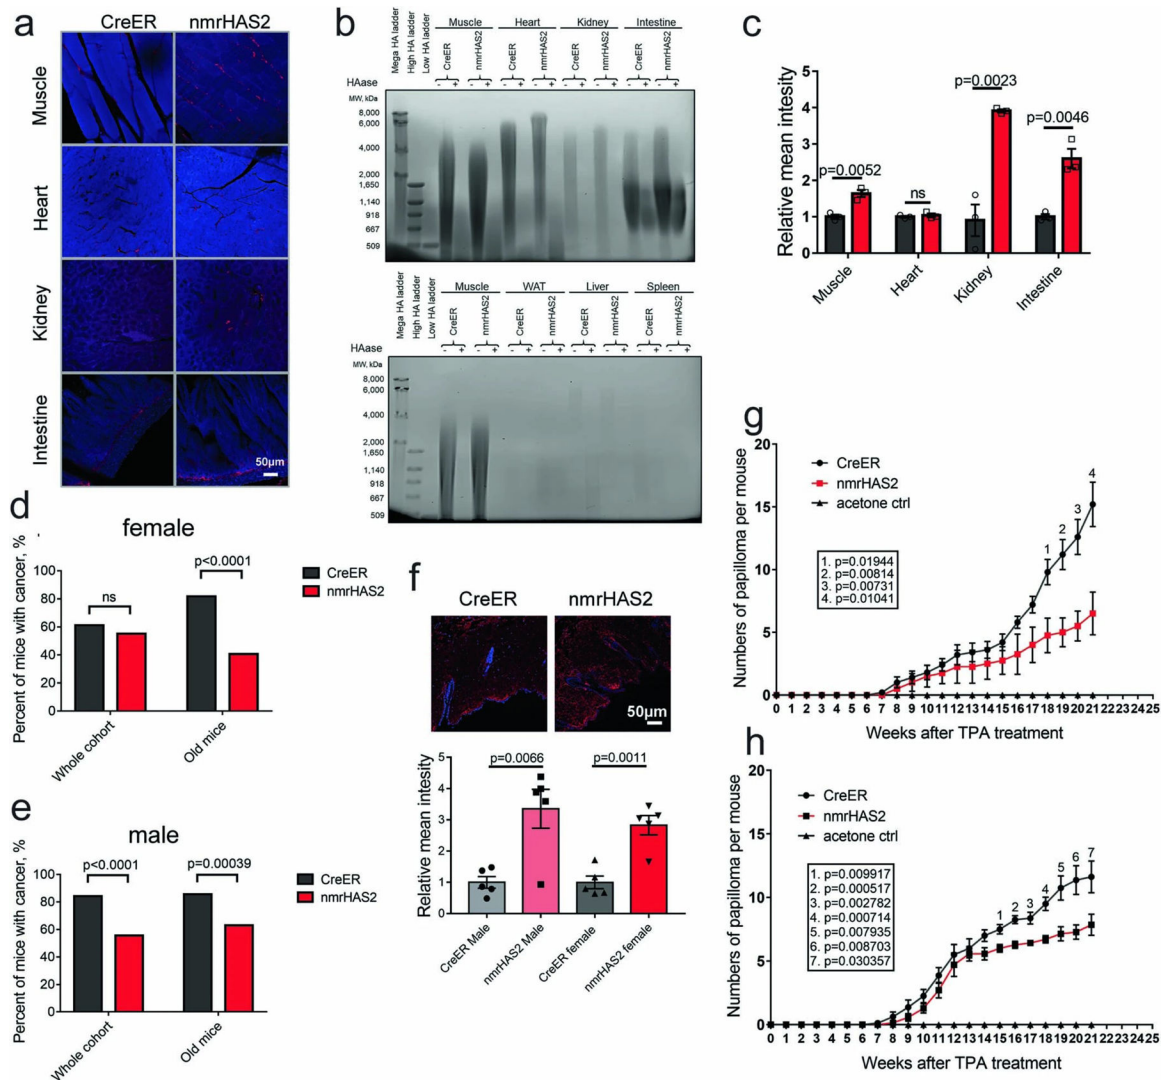 a
CreER nmrHAS2
Muscle
Heart
Kidney
Intestine
50μm
b
Mega HA ladder
High HA ladder
Low HA ladder
Muscle Heart Kidney Intestine
CreER nmrHAS2 CreER nmrHAS2 CreER nmrHAS2 CreER nmrHAS2
HAase - + - + - + - + - + - + - + - +
MW, kDa
8,000
6,000
4,000
2,000
1,650
1,140
918
667
509
Mega HA ladder
High HA ladder
Low HA ladder
Muscle WAT Liver Spleen
CreER nmrHAS2 CreER nmrHAS2 CreER nmrHAS2 CreER nmrHAS2
HAase - + - + - + - + - + - + - + - +
MW, kDa
8,000
6,000
4,000
2,000
1,650
1,140
918
667
509
c
Relative mean intesity
5
4
3
2
1
0
p=0.0052
ns
p=0.0023
p=0.0046
Muscle
Heart
Kidney
Intestine
d
female
Percent of mice with cancer, %
100
80
60
40
20
0
ns
p<0.0001
CreER
nmrHAS2
Whole cohort
Old mice
e
male
Percent of mice with cancer, %
100
80
60
40
20
0
p<0.0001
p=0.00039
CreER
nmrHAS2
Whole cohort
Old mice
f
CreER nmrHAS2
50μm
Relative mean intesity
5
4
3
2
1
0
p=0.0066
p=0.0011
CreER Male
nmrHAS2 Male
CreER female
nmrHAS2 female
g
Numbers of papilloma per mouse
20
15
10
5
0
CreER
nmrHAS2
acetone ctrl
1. p=0.01944
2. p=0.00814
3. p=0.00731
4. p=0.01041
1 2 3 4
0 1 2 3 4 5 6 7 8 9 10 11 12 13 14 15 16 17 18 19 20 21 22 23 24 25
Weeks after TPA treatment
h
Numbers of papilloma per mouse
20
15
10
5
0
CreER
nmrHAS2
acetone ctrl
1. p=0.009917
2. p=0.000517
3. p=0.002782
4. p=0.000714
5. p=0.007935
6. p=0.008703
7. p=0.030357
1 2 3 4 5 6 7
0 1 2 3 4 5 6 7 8 9 10 11 12 13 14 15 16 17 18 19 20 21 22 23 24 25
Weeks after TPA treatment